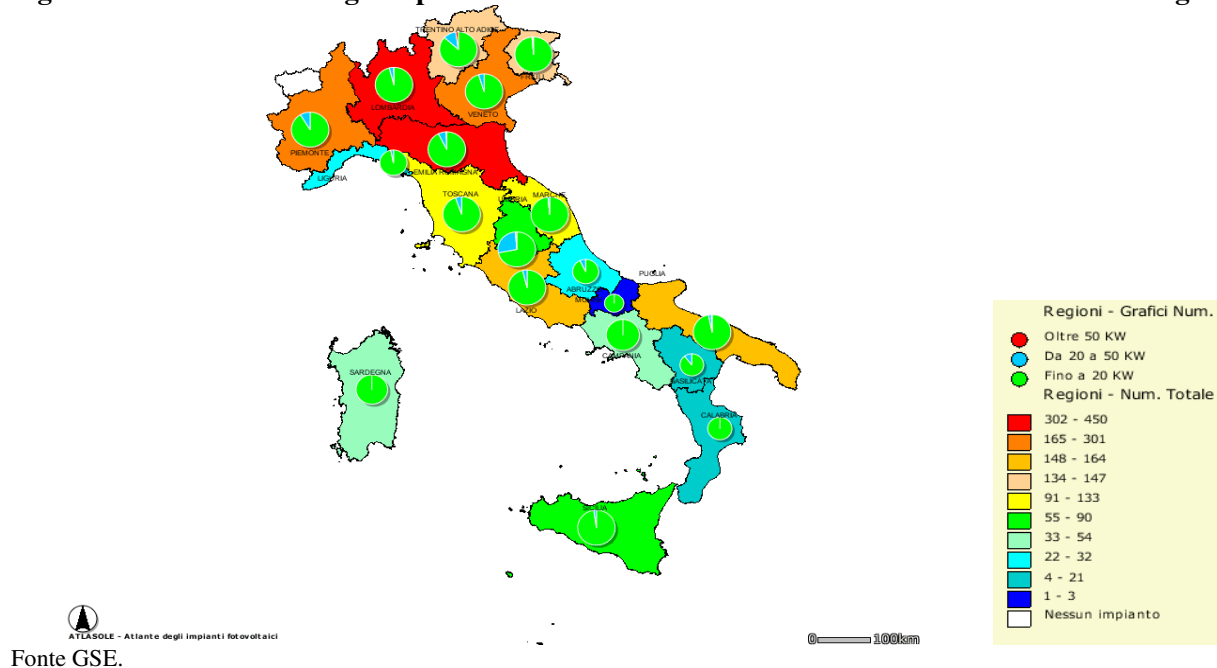 TRENTINO ALTO ADIGE
FRIULI
LOMBARDIA
VENETO
PIEMONTE
EMILIA ROMAGNA
LIGURIA
TOSCANA
UMBRIA
MARCHE
ABRUZZO
PUGLIA
LAZIO
CAMPANIA
BASILICATA
SARDEGNA
CALABRIA
SICILIA
Regioni - Grafici Num.
Oltre 50 KW
Da 20 a 50 KW
Fino a 20 KW
Regioni - Num. Totale
302 - 450
165 - 301
148 - 164
134 - 147
91 - 133
55 - 90
33 - 54
22 - 32
4 - 21
1 - 3
Nessun impianto
ATLASOLE - Atlante degli impianti fotovoltaici
0 100km
Fonte GSE.